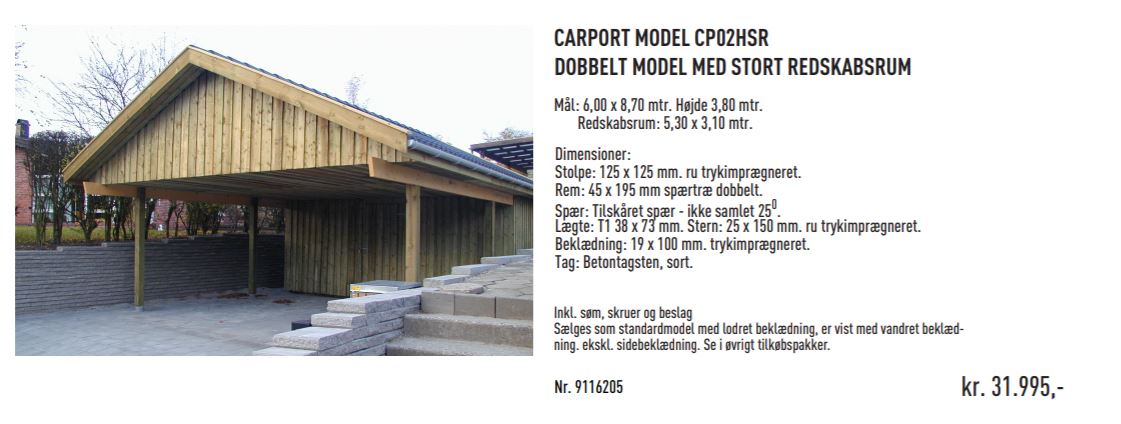 CARPORT MODEL CP02HSR
DOBBELT MODEL MED STORT REDSKABSRUM
Mål: 6,00 x 8,70 mtr. Højde 3,80 mtr.
Redskabsrum: 5,30 x 3,10 mtr.
Dimensioner:
Stolpe: 125 x 125 mm. ru trykimprægneret.
Rem: 45 x 195 mm spærtræ dobbelt.
Spær: Tilskåret spær - ikke samlet 25⁰.
Lægte: T1 38 x 73 mm. Stern: 25 x 150 mm. ru trykimprægneret.
Beklædning: 19 x 100 mm. trykimprægneret.
Tag: Betontagsten, sort.
Inkl. søm, skruer og beslag
Sælges som standardmodel med lodret beklædning, er vist med vandret beklæd-
ning. ekskl. sidebeklædning. Se i øvrigt tilkøbspakker.
Nr. 9116205
kr. 31.995,-